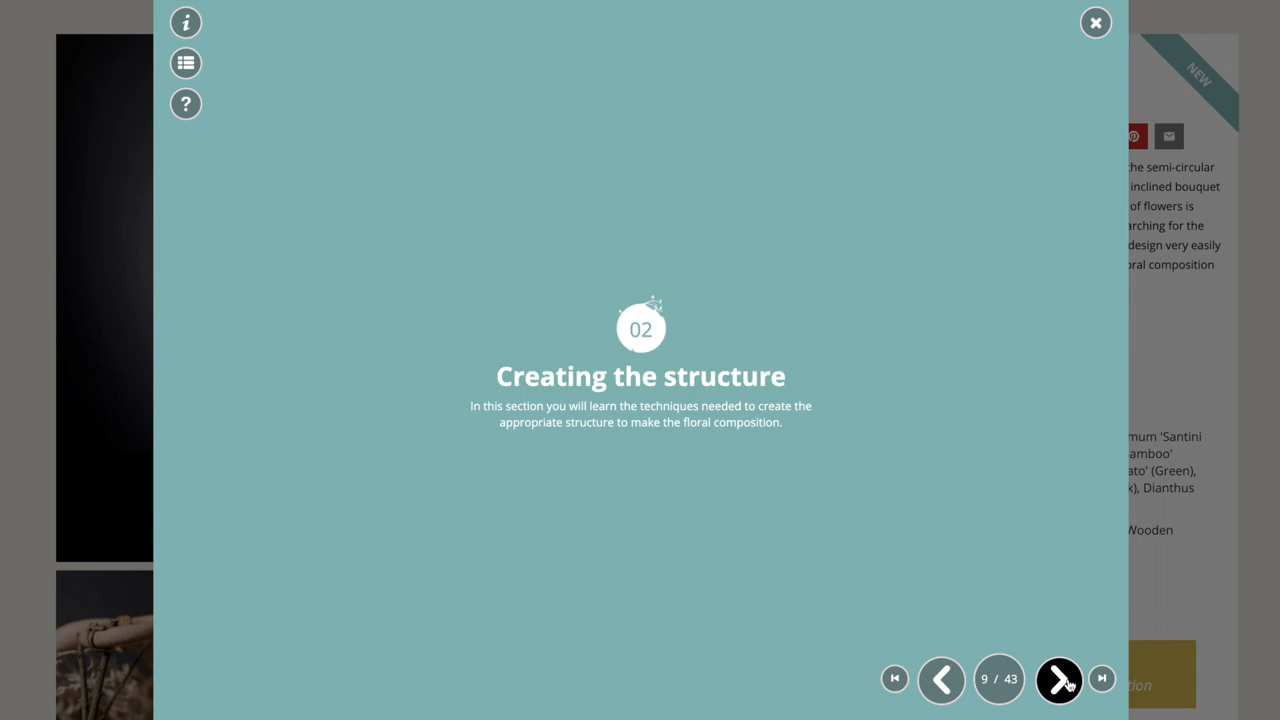 i
?
NEW
the semi-circular
inclined bouquet
of flowers is
arching for the
design very easily
oral composition
02
Creating the structure
In this section you will learn the techniques needed to create the
appropriate structure to make the floral composition.
mum 'Santini
amboo'
ato' (Green),
k), Dianthus
Wooden
9 / 43
tion